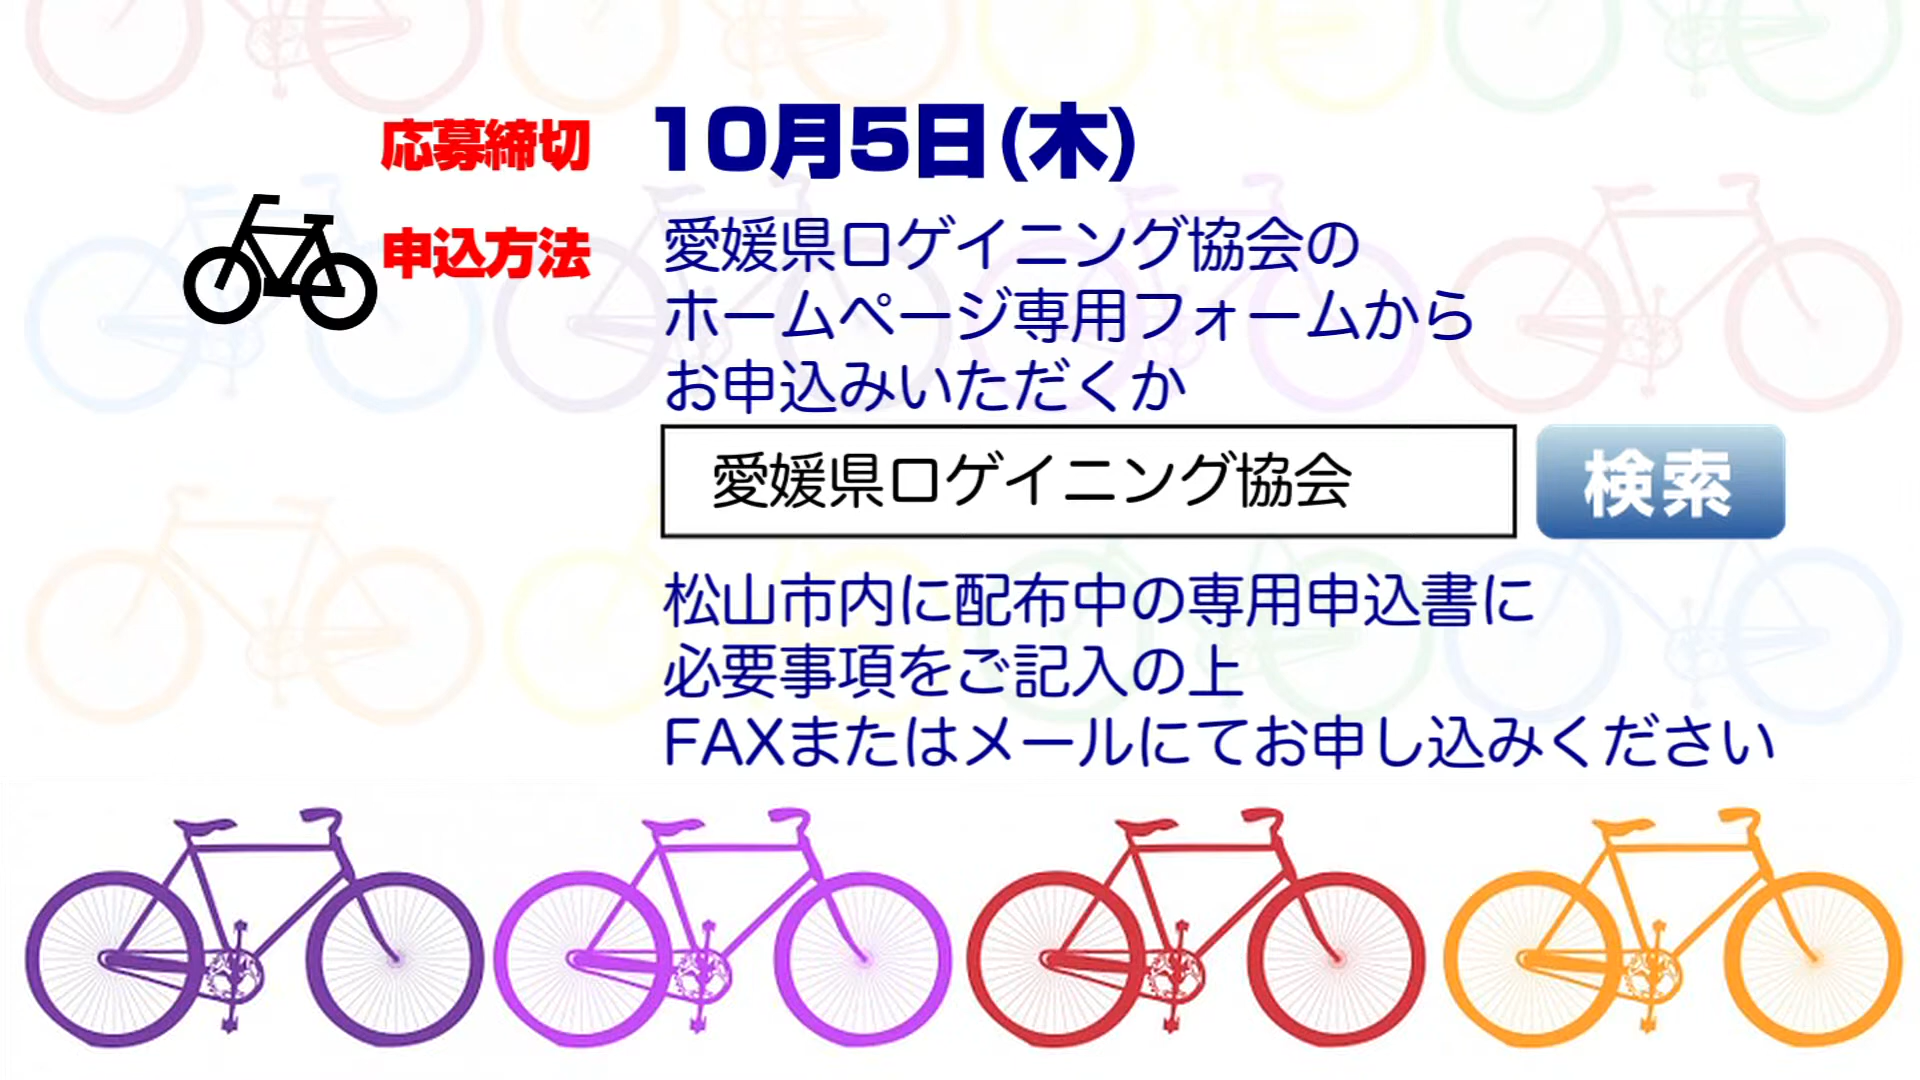 応募締切 10月5日(木)
申込方法 愛媛県ロゲイニング協会の
ホームページ専用フォームから
お申込みいただくか
愛媛県ロゲイニング協会 検索
松山市内に配布中の専用申込書に
必要事項をご記入の上
FAXまたはメールにてお申し込みください